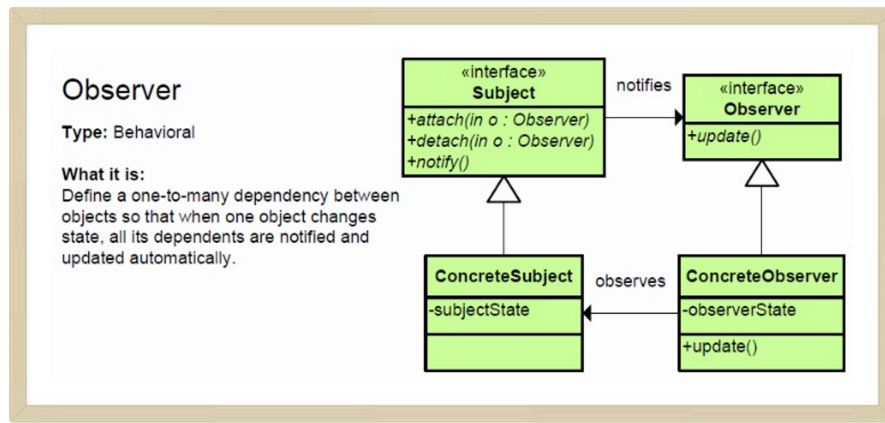 Observer
Type: Behavioral
What it is:
Define a one-to-many dependency between
objects so that when one object changes
state, all its dependents are notified and
updated automatically.
«interface»
Subject
+attach(in o : Observer)
+detach(in o : Observer)
+notify()
notifies
«interface»
Observer
+update()
ConcreteSubject
-subjectState
observes
ConcreteObserver
-observerState
+update()